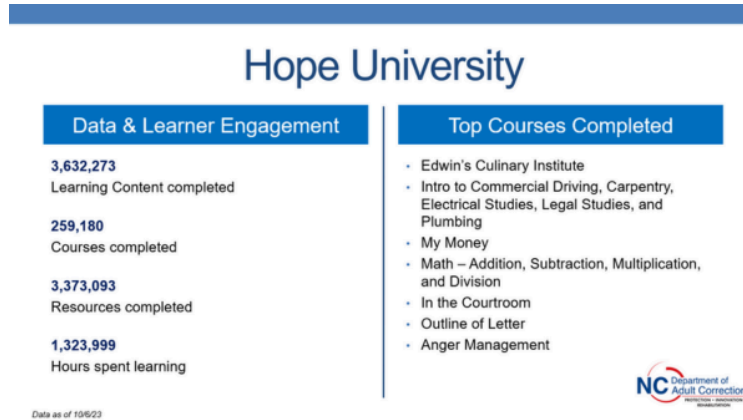 Hope University
Data & Learner Engagement
3,632,273
Learning Content completed
259,180
Courses completed
3,373,093
Resources completed
1,323,999
Hours spent learning
Top Courses Completed
• Edwin's Culinary Institute
• Intro to Commercial Driving, Carpentry,
Electrical Studies, Legal Studies, and
Plumbing
• My Money
• Math – Addition, Subtraction, Multiplication,
and Division
• In the Courtroom
• Outline of Letter
• Anger Management
NC Department of
Adult Correction
PROTECTION • INNOVATION
REHABILITATION
Data as of 10/6/23